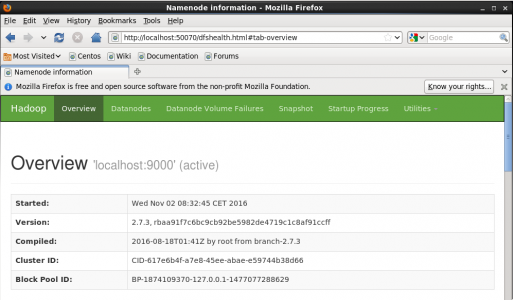 Namenode information - Mozilla Firefox
File Edit View History Bookmarks Tools Help
http://localhost:50070/dfshealth.html#tab-overview Google
Most Visited Centos Wiki Documentation Forums
Namenode information
Mozilla Firefox is free and open source software from the non-profit Mozilla Foundation. Know your rights...
Hadoop Overview Datanodes Datanode Volume Failures Snapshot Startup Progress Utilities
Overview 'localhost:9000' (active)
Started: Wed Nov 02 08:32:45 CET 2016
Version: 2.7.3, rbaa91f7c6bc9cb92be5982de4719c1c8af91ccff
Compiled: 2016-08-18T01:41Z by root from branch-2.7.3
Cluster ID: CID-617e6b4f-a7e8-45ee-abae-e59744b38d66
Block Pool ID: BP-1874109370-127.0.0.1-1477077288629